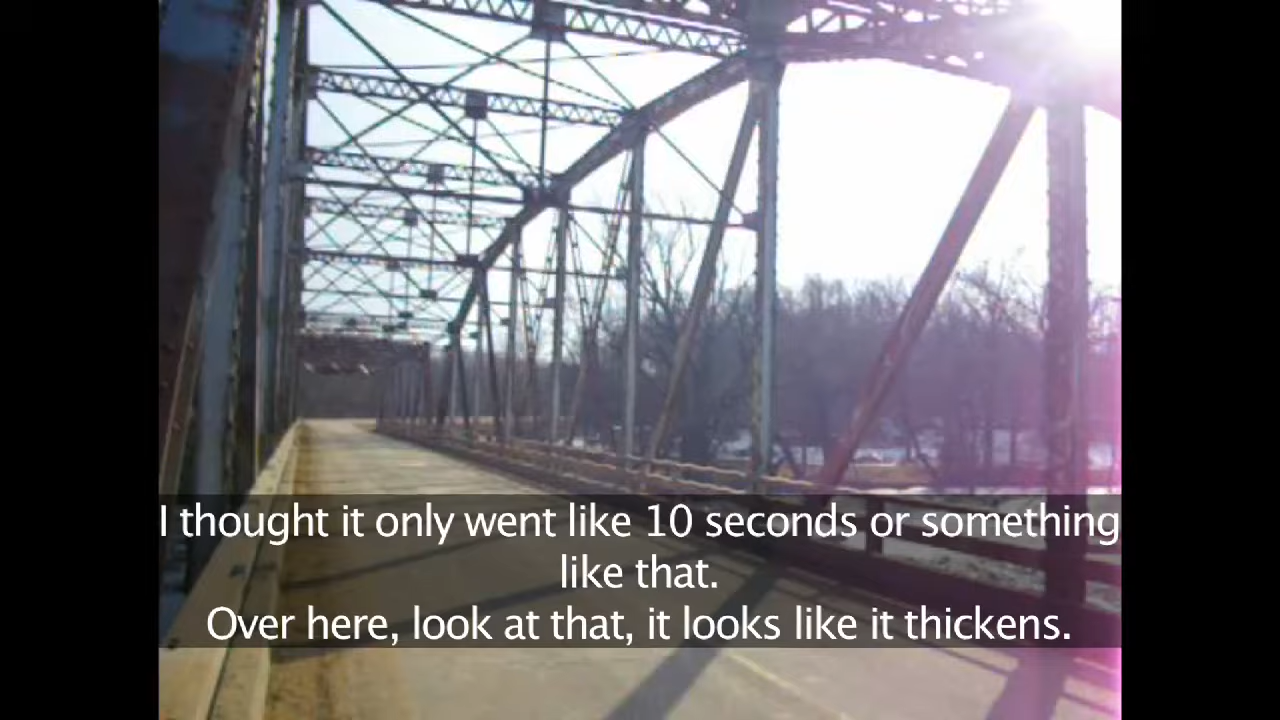 I thought it only went like 10 seconds or something
like that.
Over here, look at that, it looks like it thickens.